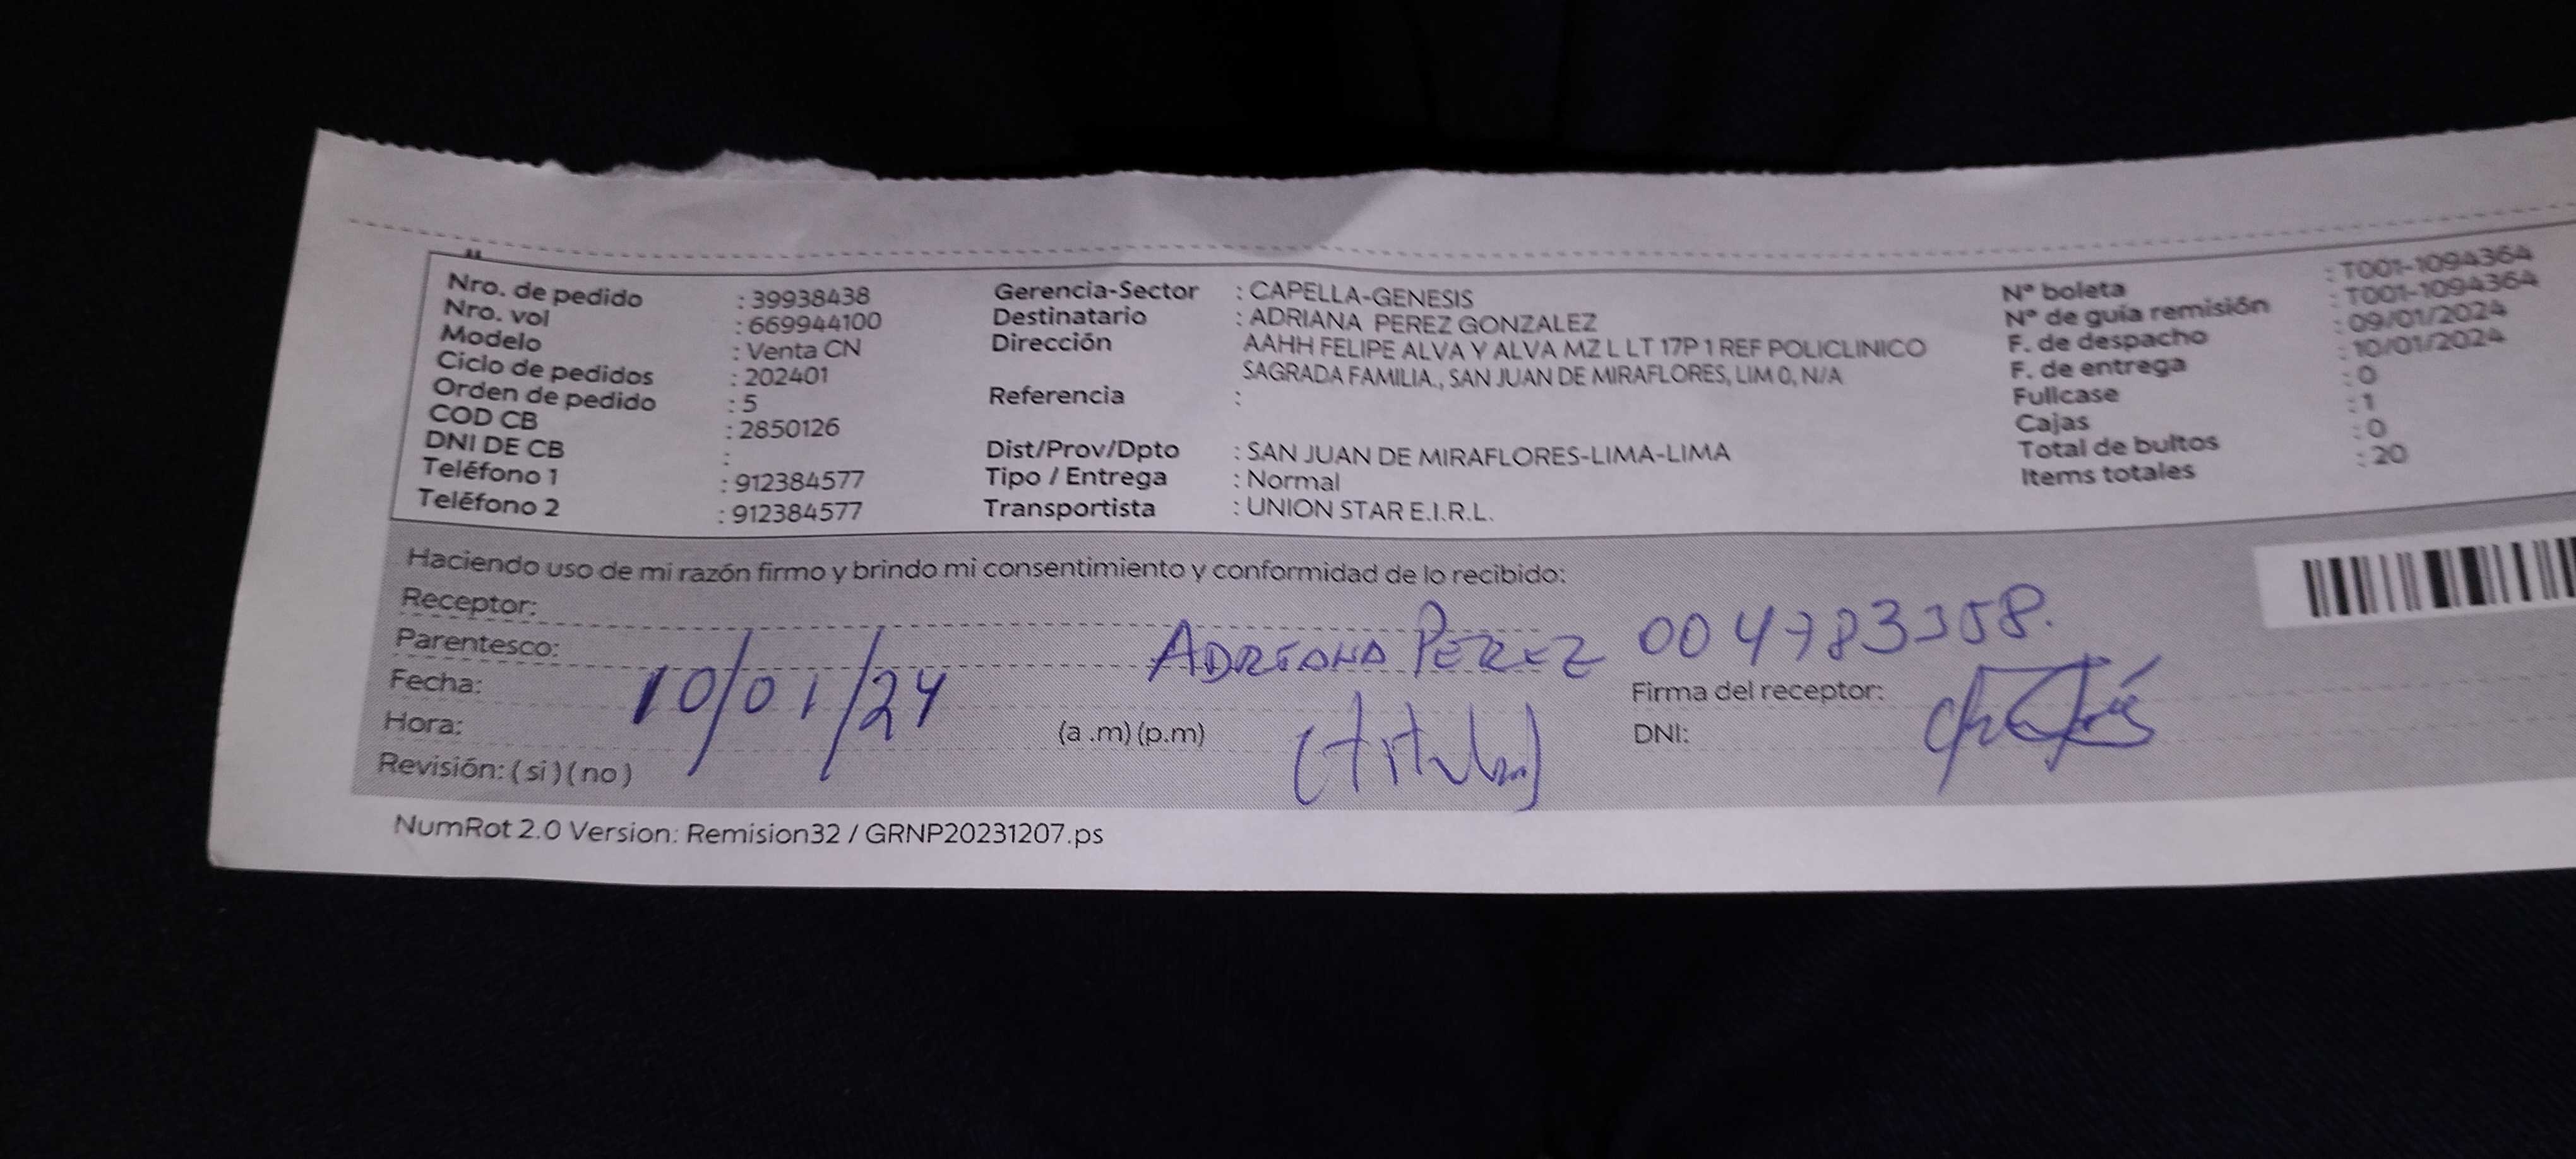 Nro. de pedido : 39938438
Nro. vol : 669944100
Modelo : Venta CN
Ciclo de pedidos : 202401
Orden de pedido : 5
COD CB : 2850126
DNI DE CB :
Teléfono 1 : 912384577
Teléfono 2 : 912384577
Gerencia-Sector : CAPELLA-GENESIS
Destinatario : ADRIANA PEREZ GONZALEZ
Dirección AAHH FELIPE ALVA Y ALVA MZ L LT 17P 1 REF POLICLINICO
SAGRADA FAMILIA., SAN JUAN DE MIRAFLORES, LIM 0, N/A
Referencia :
Dist/Prov/Dpto : SAN JUAN DE MIRAFLORES-LIMA-LIMA
Tipo / Entrega : Normal
Transportista : UNION STAR E.I.R.L.
N° boleta : T001-1094364
N° de guía remisión : T001-1094364
F. de despacho : 09/01/2024
F. de entrega : 10/01/2024
Fullcase : 0
Cajas : 1
Total de bultos : 0
Items totales : 20
Haciendo uso de mi razón firmo y brindo mi consentimiento y conformidad de lo recibido:
Receptor:
Parentesco: ADRIANA PEREZ
Fecha: 10/01/24
Firma del receptor:
Hora: (a .m) (p.m) (titular)
DNI:
Revisión: ( si ) ( no )
NumRot 2.0 Version: Remision32 / GRNP20231207.ps